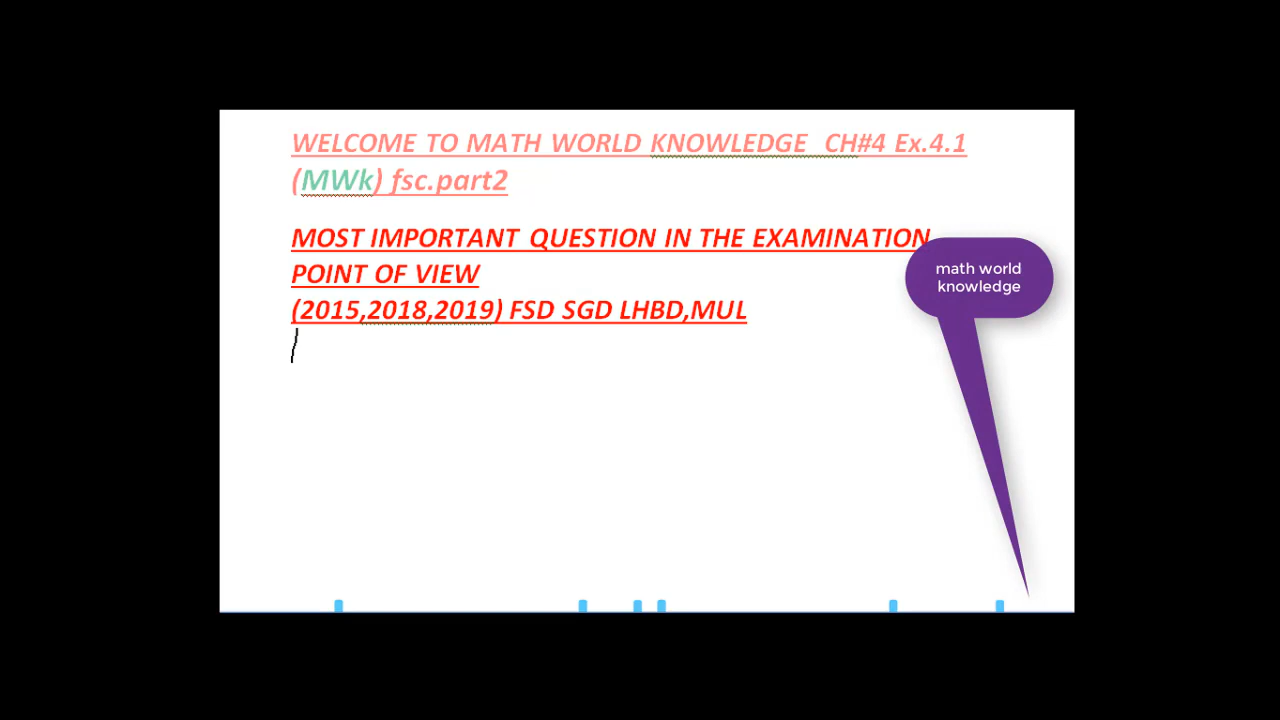 WELCOME TO MATH WORLD KNOWLEDGE CH#4 Ex.4.1
(MWk) fsc.part2
MOST IMPORTANT QUESTION IN THE EXAMINATION
POINT OF VIEW
(2015,2018,2019) FSD SGD LHBD,MUL
math world
knowledge